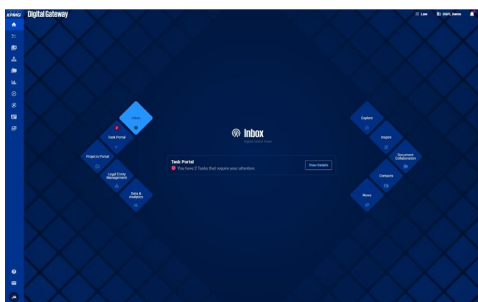 KPMG Digital Gateway
Law
Inbox
Task Portal
Projects Portal
Legal Entity
Management
Data &
Analytics
Inbox
Task Portal
You have 2 Tasks that require your attention.
View Details
Explore
Inspire
Document
Collaboration
Contacts
News